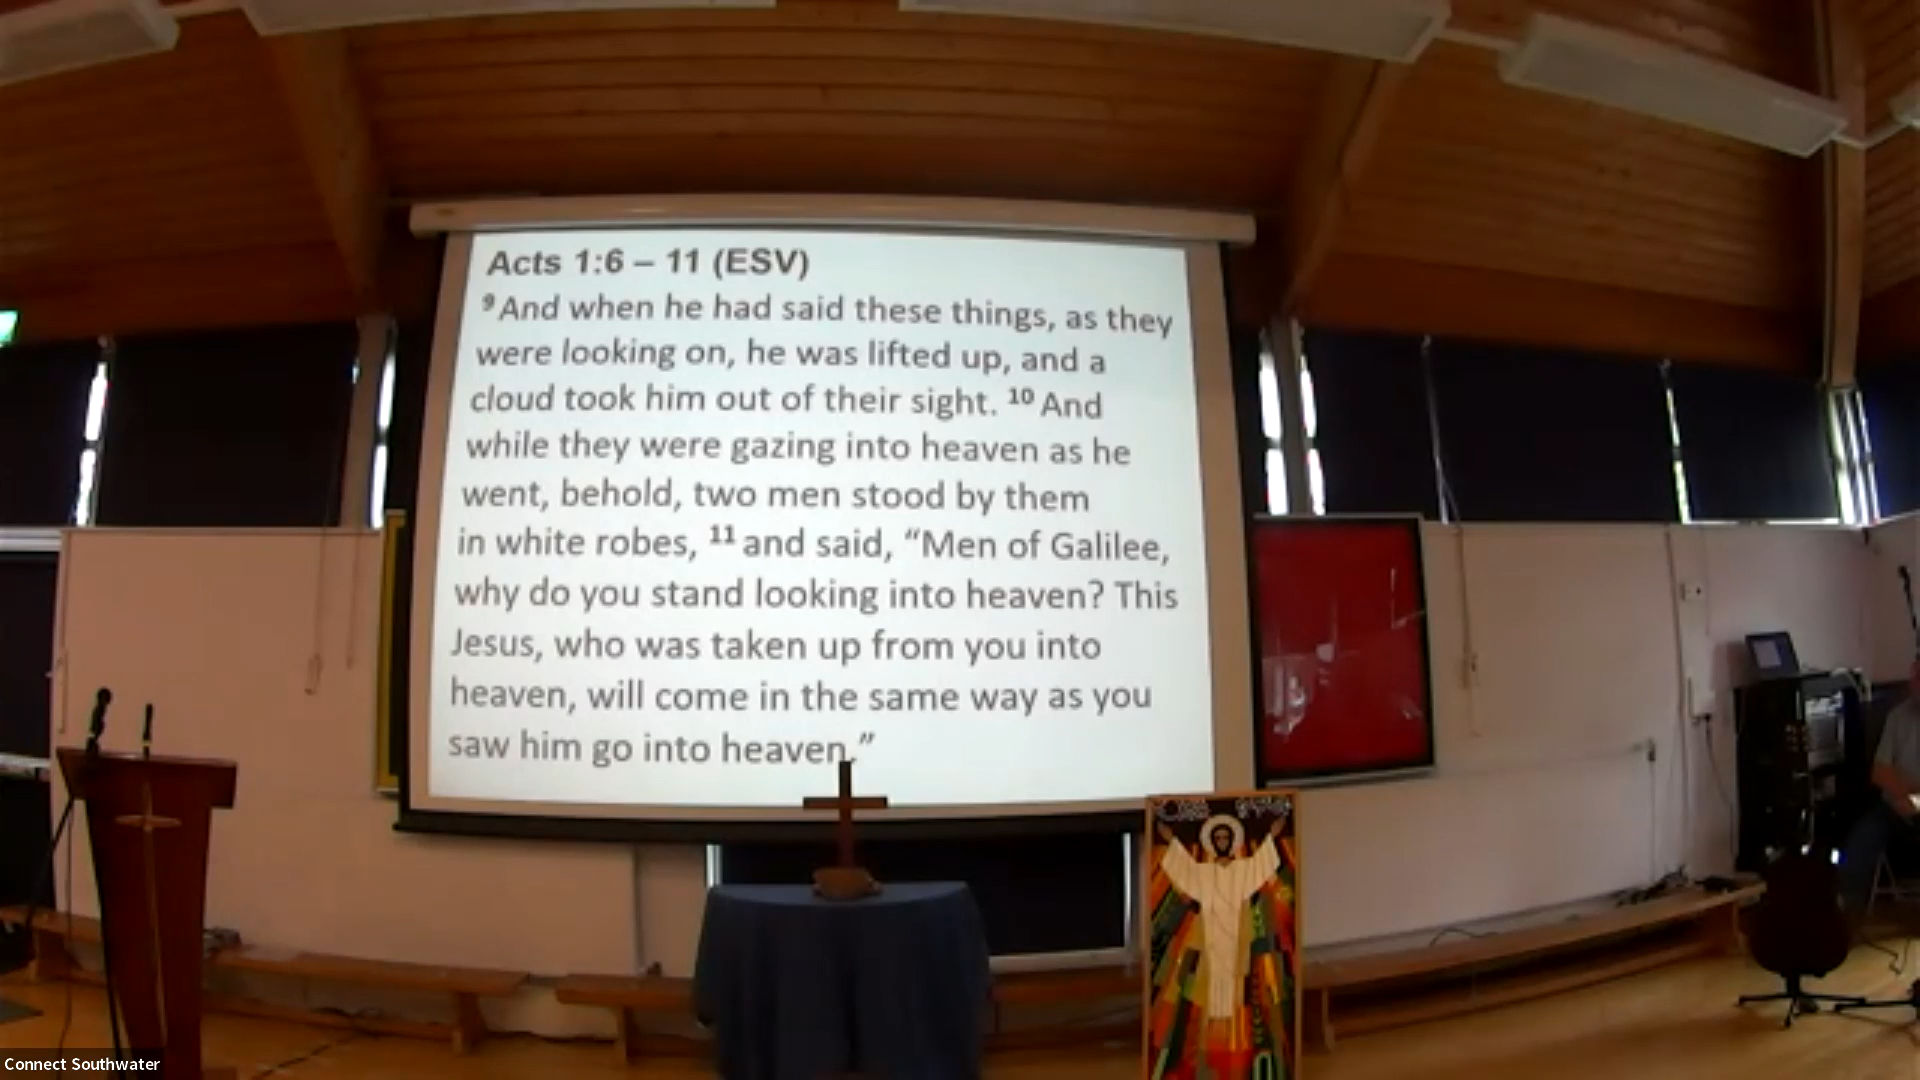 Acts 1:6 – 11 (ESV)
⁹ And when he had said these things, as they
were looking on, he was lifted up, and a
cloud took him out of their sight. ¹⁰ And
while they were gazing into heaven as he
went, behold, two men stood by them
in white robes, ¹¹ and said, “Men of Galilee,
why do you stand looking into heaven? This
Jesus, who was taken up from you into
heaven, will come in the same way as you
saw him go into heaven.”
Connect Southwater